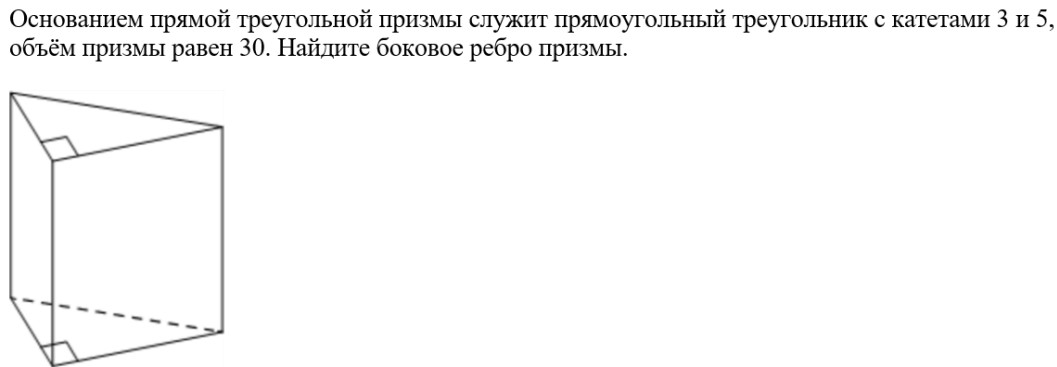 Основанием прямой треугольной призмы служит прямоугольный треугольник с катетами 3 и 5,
объём призмы равен 30. Найдите боковое ребро призмы.